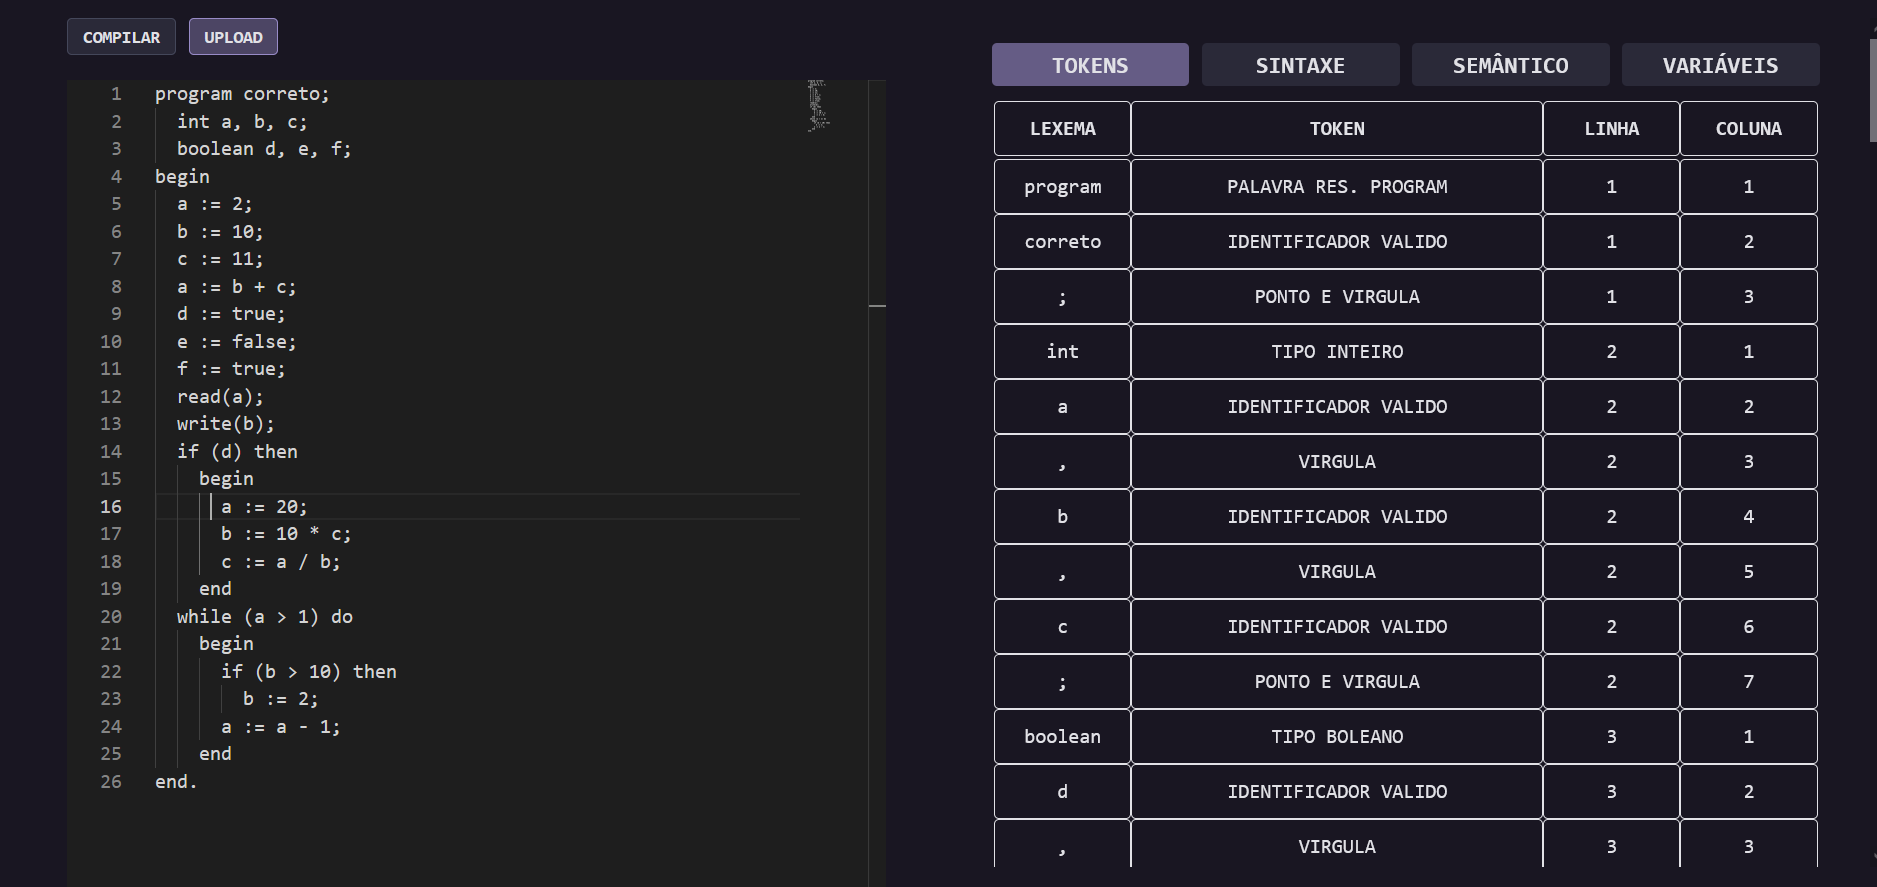 COMPILAR UPLOAD
1 program correto;
2 int a, b, c;
3 boolean d, e, f;
4 begin
5 a := 2;
6 b := 10;
7 c := 11;
8 a := b + c;
9 d := true;
10 e := false;
11 f := true;
12 read(a);
13 write(b);
14 if (d) then
15 begin
16 a := 20;
17 b := 10 * c;
18 c := a / b;
19 end
20 while (a > 1) do
21 begin
22 if (b > 10) then
23 b := 2;
24 a := a - 1;
25 end
26 end.
TOKENS SINTAXE SEMÂNTICO VARIÁVEIS
LEXEMA TOKEN LINHA COLUNA
program PALAVRA RES. PROGRAM 1 1
correto IDENTIFICADOR VALIDO 1 2
; PONTO E VIRGULA 1 3
int TIPO INTEIRO 2 1
a IDENTIFICADOR VALIDO 2 2
, VIRGULA 2 3
b IDENTIFICADOR VALIDO 2 4
, VIRGULA 2 5
c IDENTIFICADOR VALIDO 2 6
; PONTO E VIRGULA 2 7
boolean TIPO BOLEANO 3 1
d IDENTIFICADOR VALIDO 3 2
, VIRGULA 3 3